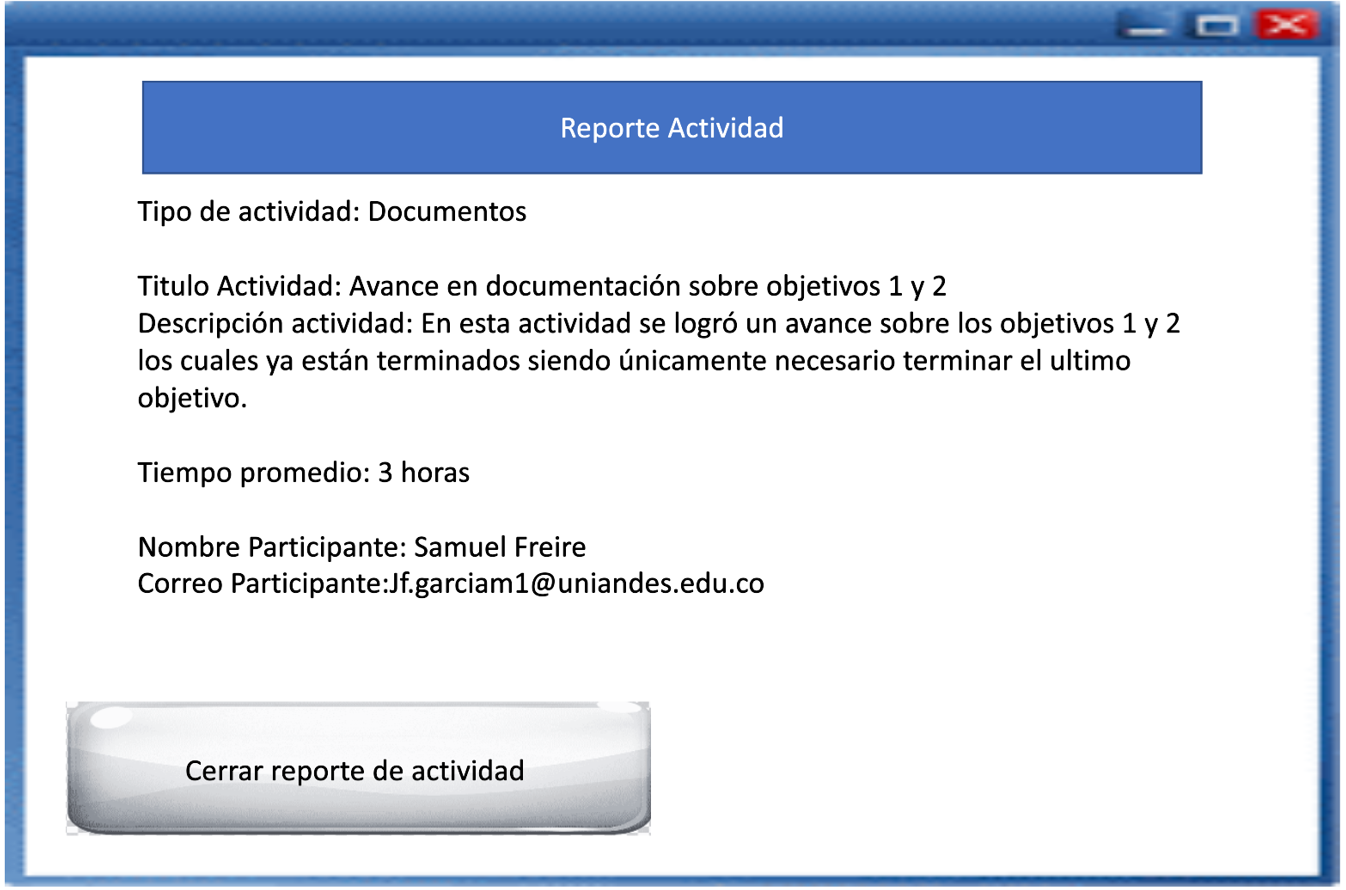 Reporte Actividad
Tipo de actividad: Documentos
Titulo Actividad: Avance en documentación sobre objetivos 1 y 2
Descripción actividad: En esta actividad se logró un avance sobre los objetivos 1 y 2
los cuales ya están terminados siendo únicamente necesario terminar el ultimo
objetivo.
Tiempo promedio: 3 horas
Nombre Participante: Samuel Freire
Correo Participante:Jf.garciam1@uniandes.edu.co
Cerrar reporte de actividad